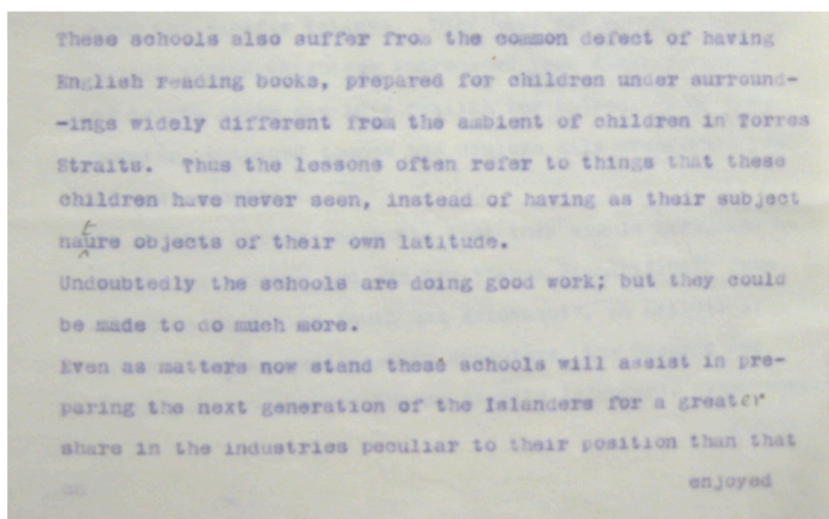 These schools also suffer from the common defect of having
English reading books, prepared for children under surround-
-ings widely different from the ambient of children in Torres
Straits. Thus the lessons often refer to things that these
children have never seen, instead of having as their subject
nature objects of their own latitude.
Undoubtedly the schools are doing good work; but they could
be made to do much more.
Even as matters now stand these schools will assist in pre-
paring the next generation of the Islanders for a greater
share in the industries peculiar to their position than that
enjoyed